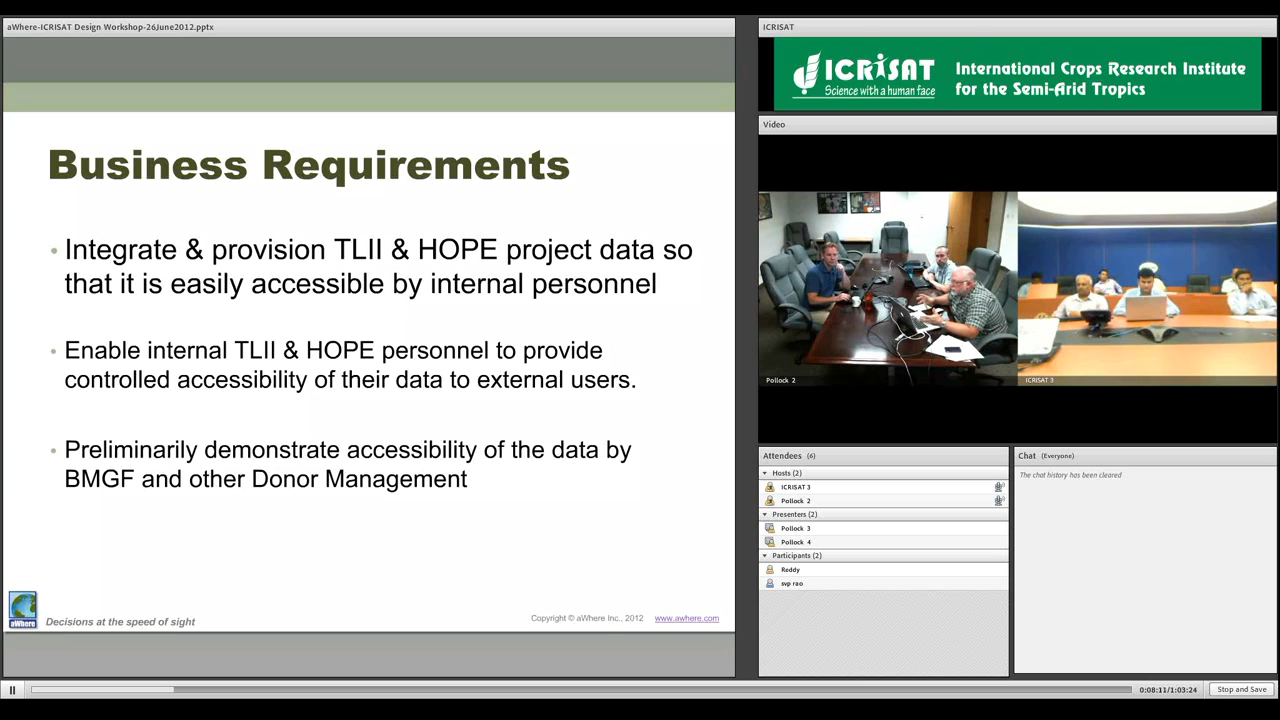 aWhere-ICRISAT Design Workshop-26June2012.pptx
Business Requirements
• Integrate & provision TLII & HOPE project data so
that it is easily accessible by internal personnel
• Enable internal TLII & HOPE personnel to provide
controlled accessibility of their data to external users.
• Preliminarily demonstrate accessibility of the data by
BMGF and other Donor Management
aWhere
Decisions at the speed of sight
Copyright © aWhere Inc., 2012 www.awhere.com
ICRISAT
ICRISAT
Science with a human face
International Crops Research Institute
for the Semi-Arid Tropics
Video
Pollock 2
ICRISAT 3
Attendees (6)
Hosts (2)
ICRISAT 3
Pollock 2
Presenters (2)
Pollock 3
Pollock 4
Participants (2)
Reddy
svp rao
Chat (Everyone)
The chat history has been cleared
0:08:11/1:03:24
Stop and Save